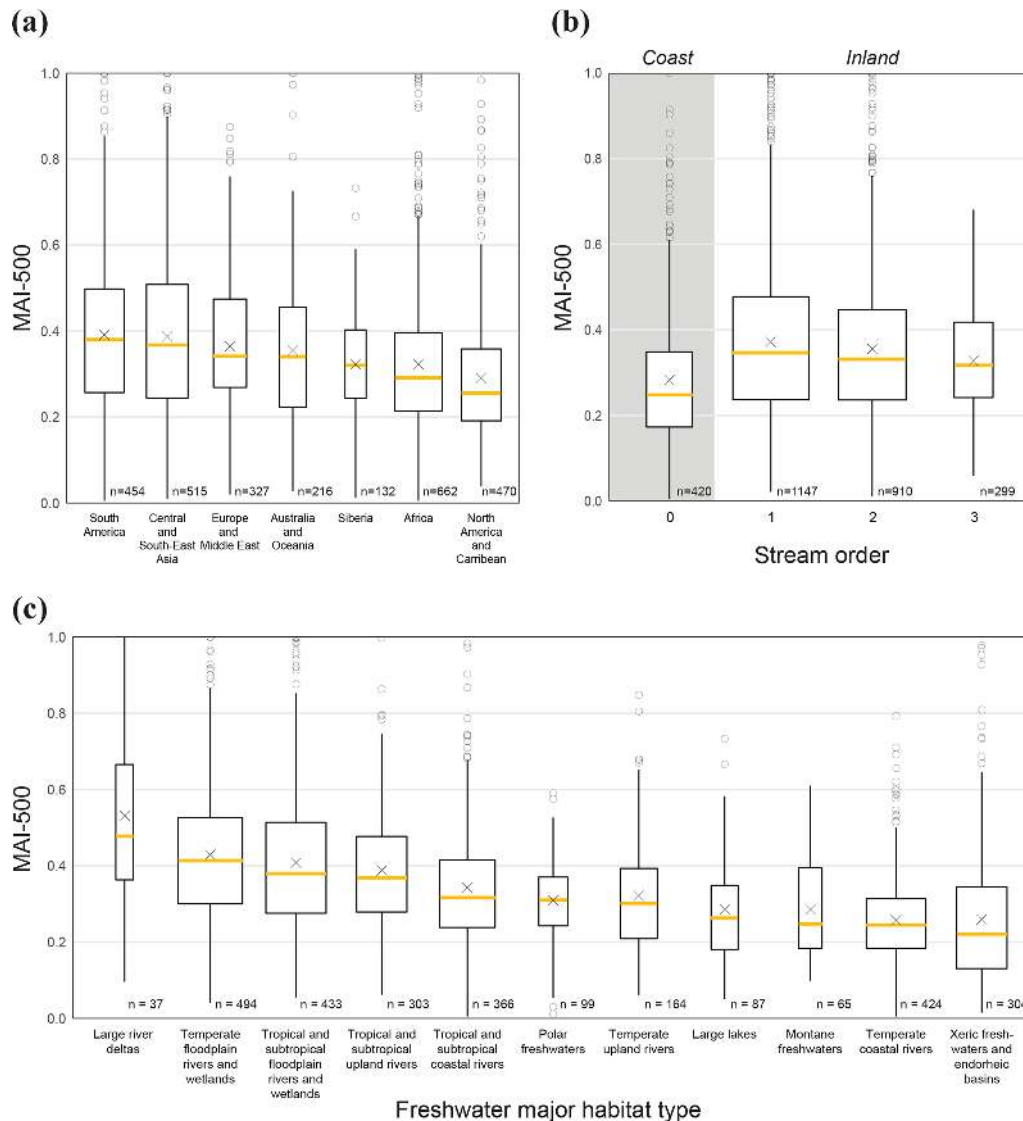 (a)
1.0
0.8
0.6
0.4
0.2
0.0
MAI-500
n=454
n=515
n=327
n=216
n=132
n=662
n=470
South
America
Central
and
South-East
Asia
Europe
and
Middle East
Australia
and
Oceania
Siberia
Africa
North
America
and
Carribean
(b)
Coast
Inland
1.0
0.8
0.6
0.4
0.2
0.0
MAI-500
n=420
n=1147
n=910
n=299
0
1
2
3
Stream order
(c)
1.0
0.8
0.6
0.4
0.2
0.0
MAI-500
n = 37
n = 494
n = 433
n = 303
n = 366
n = 99
n = 164
n = 87
n = 65
n = 424
n = 304
Large river
deltas
Temperate
floodplain
rivers and
wetlands
Tropical and
subtropical
floodplain
rivers and
wetlands
Tropical and
subtropical
upland rivers
Tropical and
subtropical
coastal rivers
Polar
freshwaters
Temperate
upland rivers
Large lakes
Montane
freshwaters
Temperate
coastal rivers
Xeric fresh-
waters and
endorheic
basins
Freshwater major habitat type